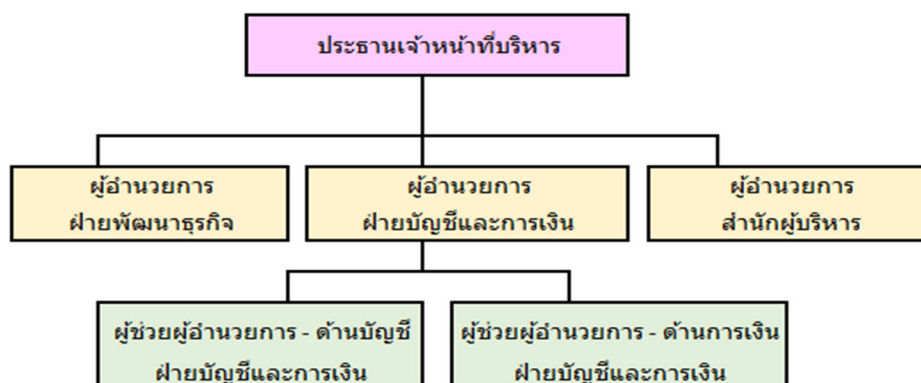 ประธานเจ้าหน้าที่บริหาร
ผู้อำนวยการ
ฝ่ายพัฒนาธุรกิจ
ผู้อำนวยการ
ฝ่ายบัญชีและการเงิน
ผู้อำนวยการ
สำนักผู้บริหาร
ผู้ช่วยผู้อำนวยการ - ด้านบัญชี
ฝ่ายบัญชีและการเงิน
ผู้ช่วยผู้อำนวยการ - ด้านการเงิน
ฝ่ายบัญชีและการเงิน